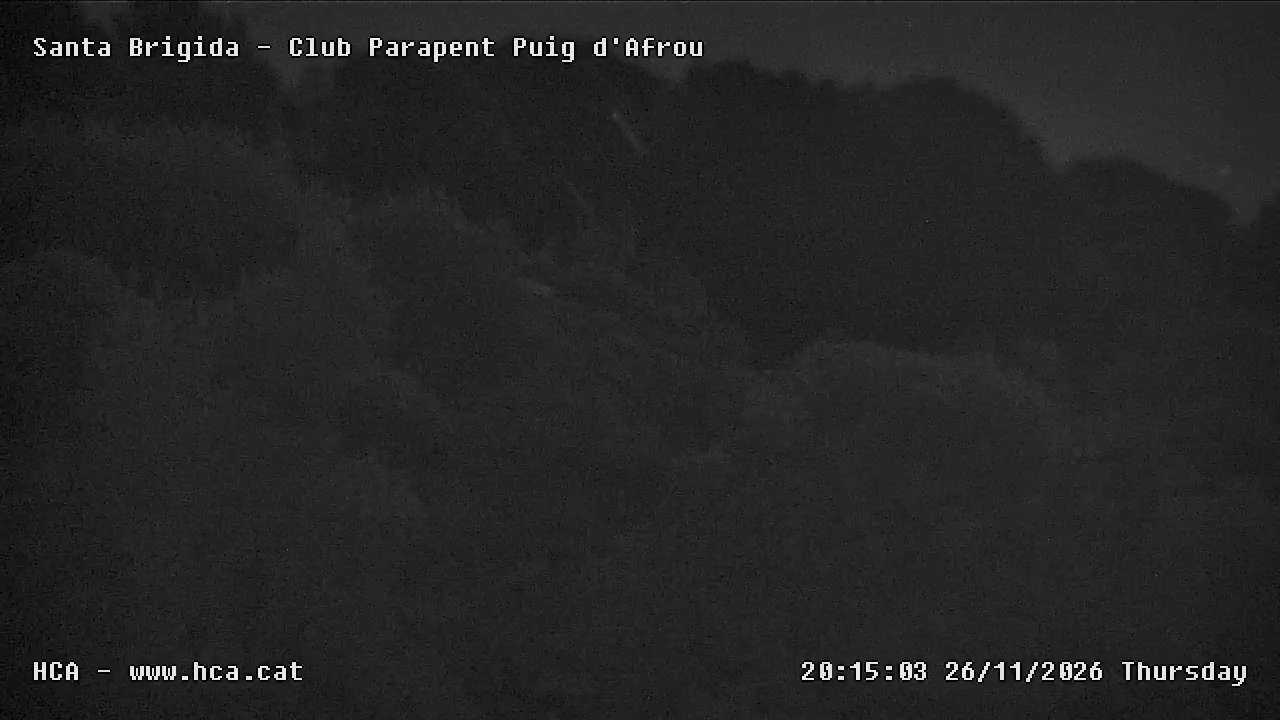 Santa Brigida - Club Parapent Puig d'Afrou
HCA - www.hca.cat
20:15:03 26/11/2026 Thursday